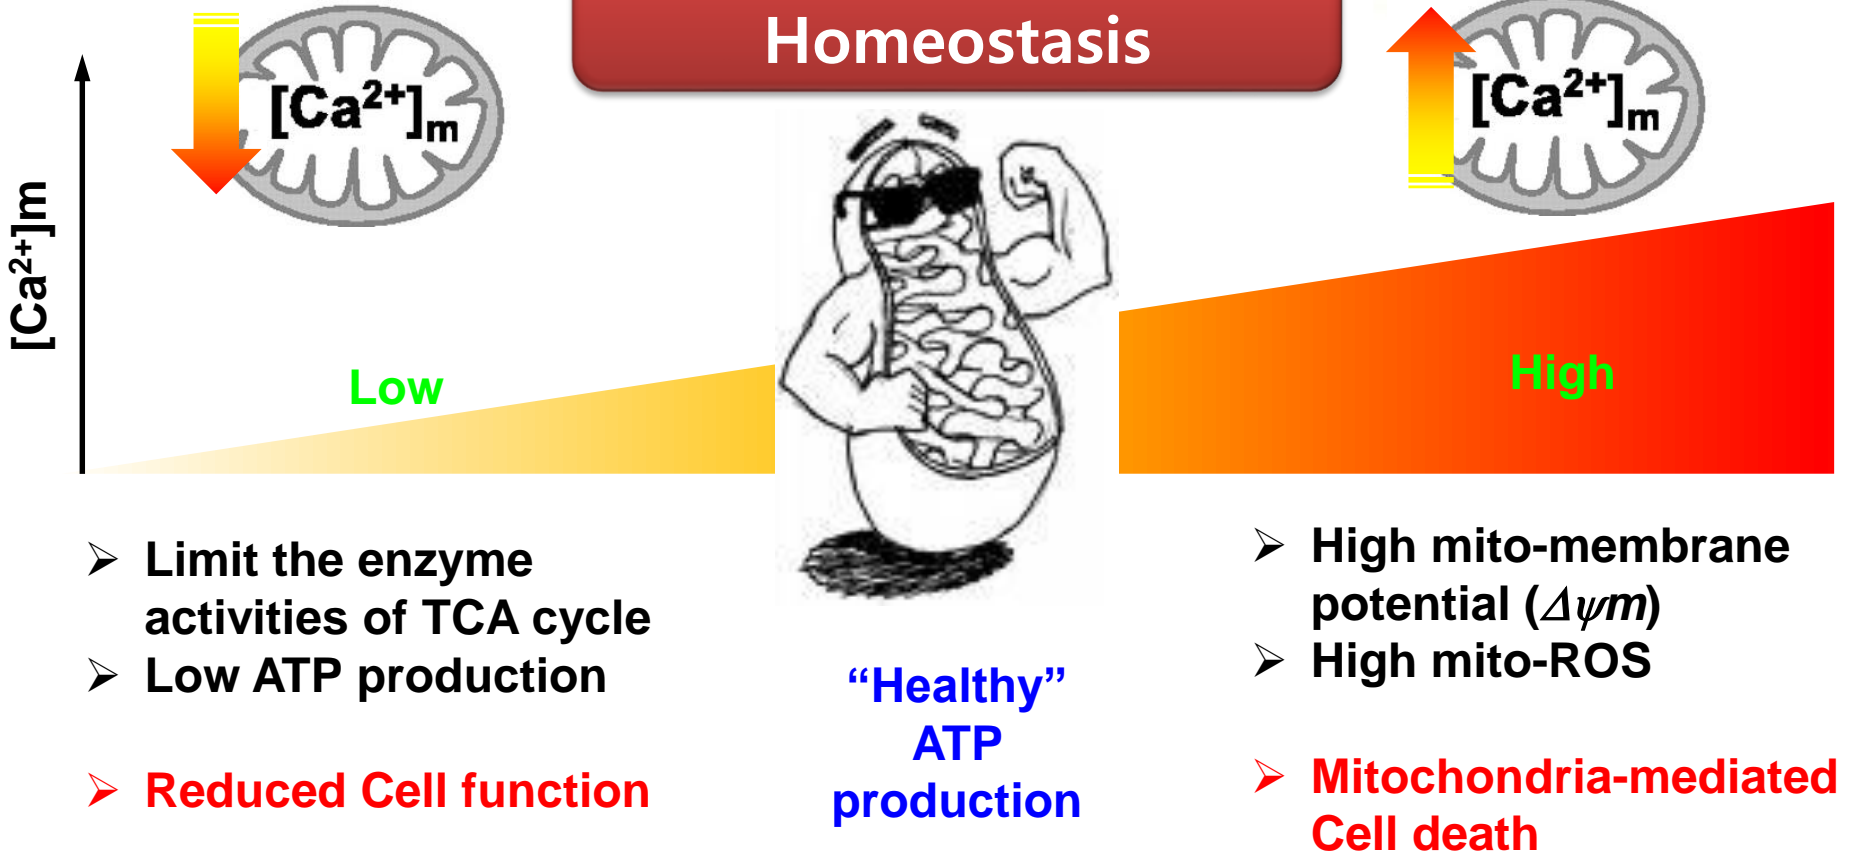 Homeostasis
[Ca²⁺]m
[Ca²⁺]m
[Ca²⁺]m
Low
High
➢ Limit the enzyme
activities of TCA cycle
➢ Low ATP production
➢ Reduced Cell function
“Healthy”
ATP
production
➢ High mito-membrane
potential (Δψm)
➢ High mito-ROS
➢ Mitochondria-mediated
Cell death